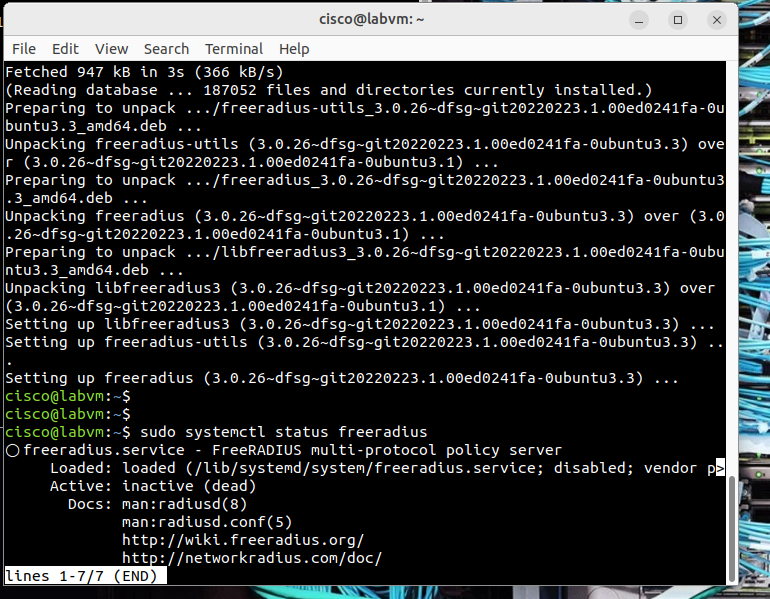 cisco@labvm: ~
File Edit View Search Terminal Help
Fetched 947 kB in 3s (366 kB/s)
(Reading database ... 187052 files and directories currently installed.)
Preparing to unpack .../freeradius-utils_3.0.26~dfsg~git20220223.1.00ed0241fa-0u
buntu3.3_amd64.deb ...
Unpacking freeradius-utils (3.0.26~dfsg~git20220223.1.00ed0241fa-0ubuntu3.3) ove
r (3.0.26~dfsg~git20220223.1.00ed0241fa-0ubuntu3.1) ...
Preparing to unpack .../freeradius_3.0.26~dfsg~git20220223.1.00ed0241fa-0ubuntu3
.3_amd64.deb ...
Unpacking freeradius (3.0.26~dfsg~git20220223.1.00ed0241fa-0ubuntu3.3) over (3.0
.26~dfsg~git20220223.1.00ed0241fa-0ubuntu3.1) ...
Preparing to unpack .../libfreeradius3_3.0.26~dfsg~git20220223.1.00ed0241fa-0ubu
ntu3.3_amd64.deb ...
Unpacking libfreeradius3 (3.0.26~dfsg~git20220223.1.00ed0241fa-0ubuntu3.3) over
(3.0.26~dfsg~git20220223.1.00ed0241fa-0ubuntu3.1) ...
Setting up libfreeradius3 (3.0.26~dfsg~git20220223.1.00ed0241fa-0ubuntu3.3) ...
Setting up freeradius-utils (3.0.26~dfsg~git20220223.1.00ed0241fa-0ubuntu3.3) ..
.
Setting up freeradius (3.0.26~dfsg~git20220223.1.00ed0241fa-0ubuntu3.3) ...
cisco@labvm:~$
cisco@labvm:~$
cisco@labvm:~$ sudo systemctl status freeradius
○ freeradius.service - FreeRADIUS multi-protocol policy server
Loaded: loaded (/lib/systemd/system/freeradius.service; disabled; vendor p>
Active: inactive (dead)
Docs: man:radiusd(8)
man:radiusd.conf(5)
http://wiki.freeradius.org/
http://networkradius.com/doc/
lines 1-7/7 (END)